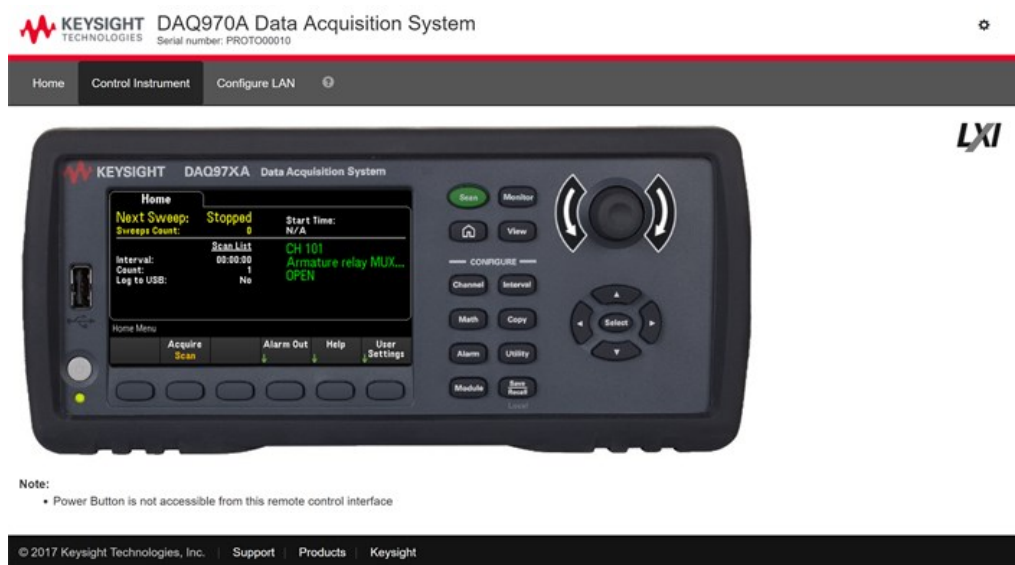 KEYSIGHT
TECHNOLOGIES
DAQ970A Data Acquisition System
Serial number: PROTO00010
Home Control Instrument Configure LAN ?
LXI
KEYSIGHT DAQ97XA Data Acquisition System
Home
Next Sweep: Stopped
Sweeps Count: 0
Start Time:
N/A
Scan List
Interval: 00:00:00
Count: 1
Log to USB: No
CH 101
Armature relay MUX...
OPEN
Home Menu
Acquire
Scan
Alarm Out
Help
User
Settings
Scan Monitor
View
CONFIGURE
Channel Interval
Math Copy
Alarm Utility
Module
Save
Recall
Local
Select
Note:
• Power Button is not accessible from this remote control interface
© 2017 Keysight Technologies, Inc. | Support | Products | Keysight